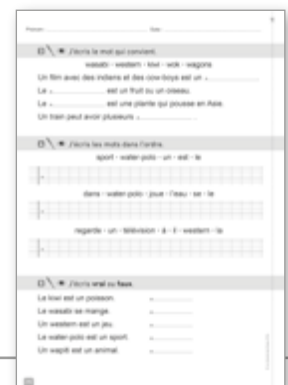 Prénom : Date :
J'écris le mot qui convient.
wasabi - western - kiwi - wok - wagons
Un film avec des indiens et des cow-boys est un
Le est un fruit ou un oiseau.
Le est une plante qui pousse en Asie.
Un train peut avoir plusieurs
J'écris les mots dans l'ordre.
sport - water-polo - un - est - le
dans - water-polo - joue - l'eau - se - le
regarde - un - télévision - à - il - western - la
J'écris vrai ou faux.
Le kiwi est un poisson.
Le wasabi se mange.
Un western est un jeu.
Le water-polo est un sport.
Un wapiti est un animal.